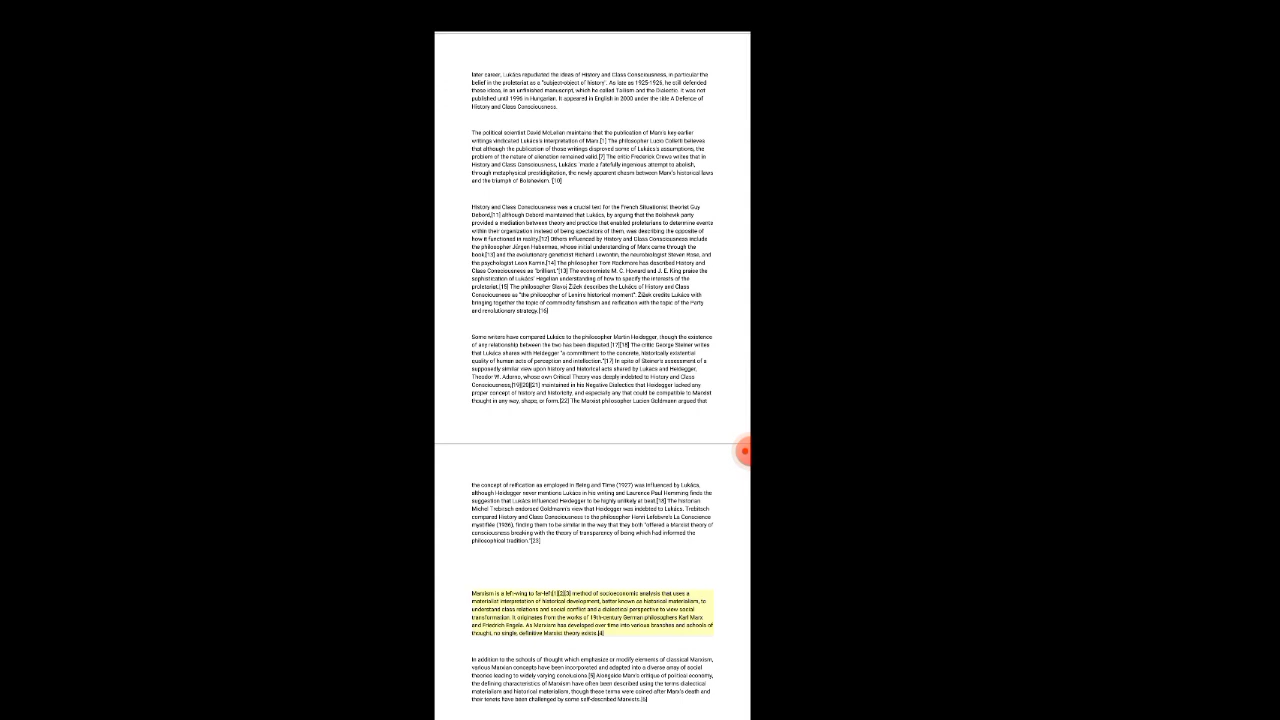 later career, Lukács repudiated the ideas of History and Class Consciousness, in particular the
belief in the proletariat as a "subject-object of history". As late as 1925-1926, he still defended
these ideas, in an unfinished manuscript, which he called Tailism and the Dialectic. It was not
published until 1996 in Hungarian. It appeared in English in 2000 under the title A Defence of
History and Class Consciousness.
The political scientist David McLellan maintains that the publication of Marx's key earlier
writings vindicated Lukács's interpretation of Marx.[1] The philosopher Lucio Colletti believes
that although the publication of those writings disproved some of Lukács's assumptions, the
problem of the nature of alienation remained valid.[7] The critic Frederick Crews writes that in
History and Class Consciousness, Lukács "made a fatefully ingenious attempt to abolish,
through metaphysical prestidigitation, the newly apparent chasm between Marx's historical laws
and the triumph of Bolshevism."[10]
History and Class Consciousness was a crucial text for the French Situationist theorist Guy
Debord,[11] although Debord maintained that Lukács, by arguing that the Bolshevik party
provided a mediation between theory and practice that enabled proletarians to determine events
within their organization instead of being spectators of them, was describing the opposite of
how it functioned in reality.[12] Others influenced by History and Class Consciousness include
the philosopher Jürgen Habermas, whose initial understanding of Marx came through the
book,[13] and the evolutionary geneticist Richard Lewontin, the neurobiologist Steven Rose, and
the psychologist Leon Kamin.[14] The philosopher Tom Rockmore has described History and
Class Consciousness as "brilliant."[13] The economists M. C. Howard and J. E. King praise the
sophistication of Lukács' Hegelian understanding of how to specify the interests of the
proletariat.[15] The philosopher Slavoj Žižek describes the Lukács of History and Class
Consciousness as "the philosopher of Lenin's historical moment". Žižek credits Lukács with
bringing together the topic of commodity fetishism and reification with the topic of the Party
and revolutionary strategy.[16]
Some writers have compared Lukács to the philosopher Martin Heidegger, though the existence
of any relationship between the two has been disputed.[17][18] The critic George Steiner writes
that Lukács shares with Heidegger "a commitment to the concrete, historically existential
quality of human acts of perception and intellection."[17] In spite of Steiner's assessment of a
supposedly similar view upon history and historical acts shared by Lukács and Heidegger,
Theodor W. Adorno, whose own Critical Theory was deeply indebted to History and Class
Consciousness,[19][20][21] maintained in his Negative Dialectics that Heidegger lacked any
proper concept of history and historicity, and especially any that could be compatible to Marxist
thought in any way, shape, or form.[22] The Marxist philosopher Lucien Goldmann argued that
the concept of reification as employed in Being and Time (1927) was influenced by Lukács,
although Heidegger never mentions Lukács in his writing and Laurence Paul Hemming finds the
suggestion that Lukács influenced Heidegger to be highly unlikely at best.[18] The historian
Michel Trebitsch endorsed Goldmann's view that Heidegger was indebted to Lukács. Trebitsch
compared History and Class Consciousness to the philosopher Henri Lefebvre's La Conscience
mystifiée (1936), finding them to be similar in the way that they both "offered a Marxist theory of
consciousness breaking with the theory of transparency of being which had informed the
philosophical tradition."[23]
Marxism is a left-wing to far-left[1][2][3] method of socioeconomic analysis that uses a
materialist interpretation of historical development, better known as historical materialism, to
understand class relations and social conflict and a dialectical perspective to view social
transformation. It originates from the works of 19th-century German philosophers Karl Marx
and Friedrich Engels. As Marxism has developed over time into various branches and schools of
thought, no single, definitive Marxist theory exists.[4]
In addition to the schools of thought which emphasize or modify elements of classical Marxism,
various Marxian concepts have been incorporated and adapted into a diverse array of social
theories leading to widely varying conclusions.[5] Alongside Marx's critique of political economy,
the defining characteristics of Marxism have often been described using the terms dialectical
materialism and historical materialism, though these terms were coined after Marx's death and
their tenets have been challenged by some self-described Marxists.[6]